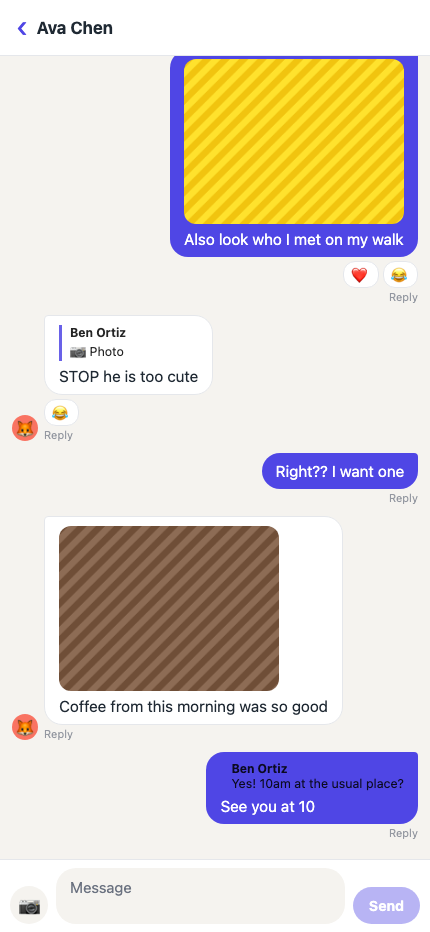 Ava Chen
Also look who I met on my walk
Reply
Ben Ortiz
Photo
STOP he is too cute
Reply
Right?? I want one
Reply
Coffee from this morning was so good
Reply
Ben Ortiz
Yes! 10am at the usual place?
See you at 10
Reply
Message
Send